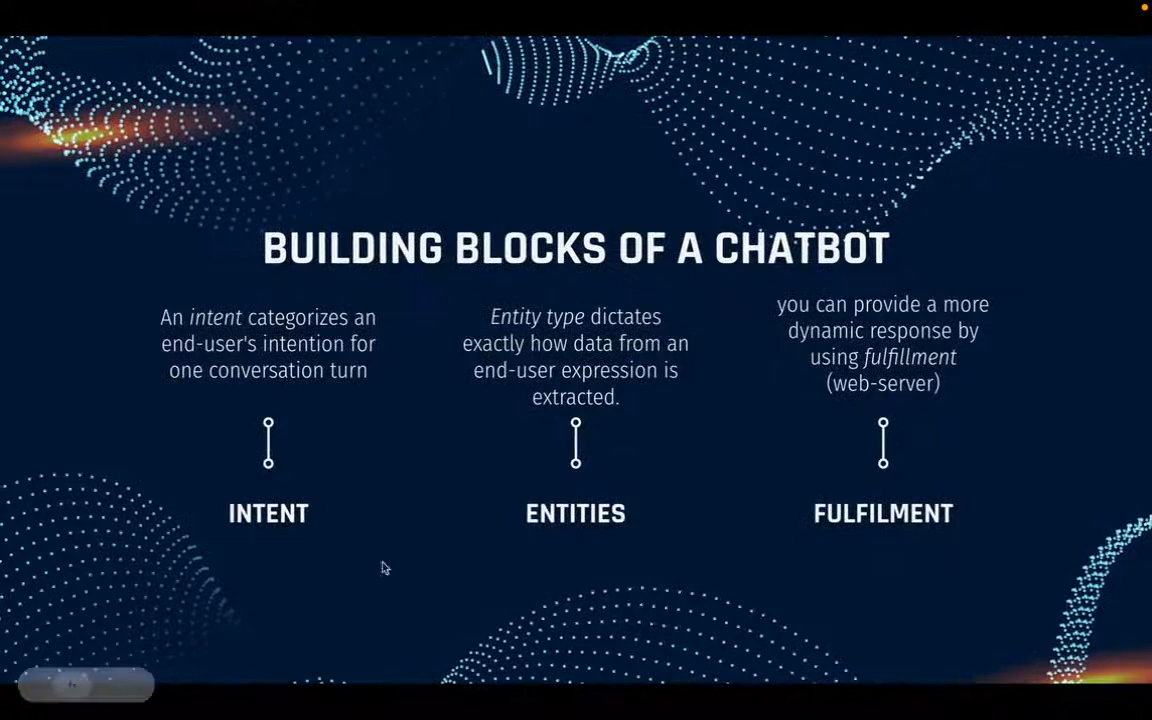 BUILDING BLOCKS OF A CHATBOT
An intent categorizes an
end-user's intention for
one conversation turn
INTENT
Entity type dictates
exactly how data from an
end-user expression is
extracted.
ENTITIES
you can provide a more
dynamic response by
using fulfillment
(web-server)
FULFILMENT